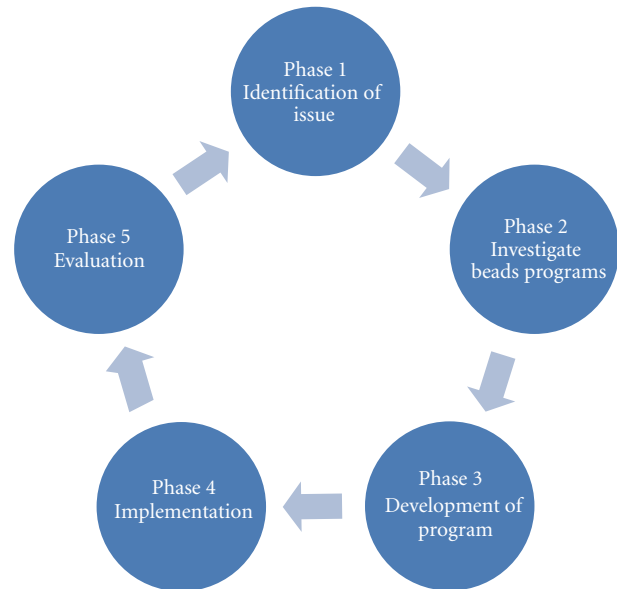 Phase 1
Identification of
issue
Phase 2
Investigate
beads programs
Phase 3
Development of
program
Phase 4
Implementation
Phase 5
Evaluation